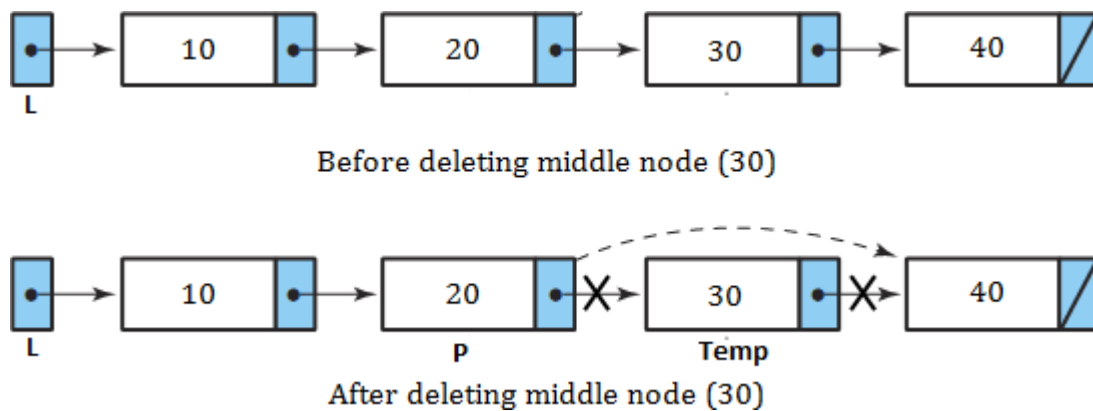 10 20 30 40
L
Before deleting middle node (30)
10 20 30 40
L P Temp
After deleting middle node (30)